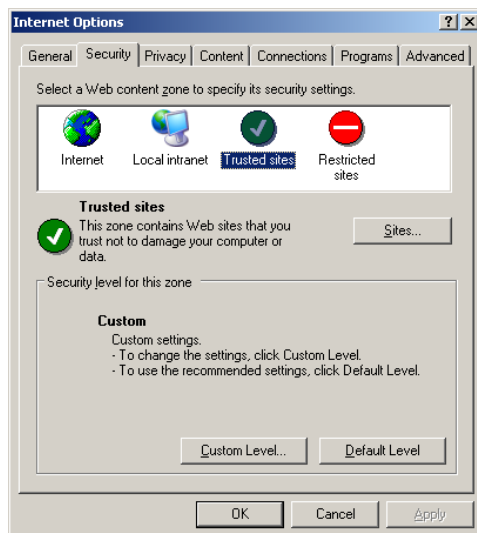 Internet Options
General Security Privacy Content Connections Programs Advanced
Select a Web content zone to specify its security settings.
Internet Local intranet Trusted sites Restricted sites
Trusted sites
This zone contains Web sites that you
trust not to damage your computer or
data.
Sites...
Security level for this zone
Custom
Custom settings.
- To change the settings, click Custom Level.
- To use the recommended settings, click Default Level.
Custom Level... Default Level
OK Cancel Apply